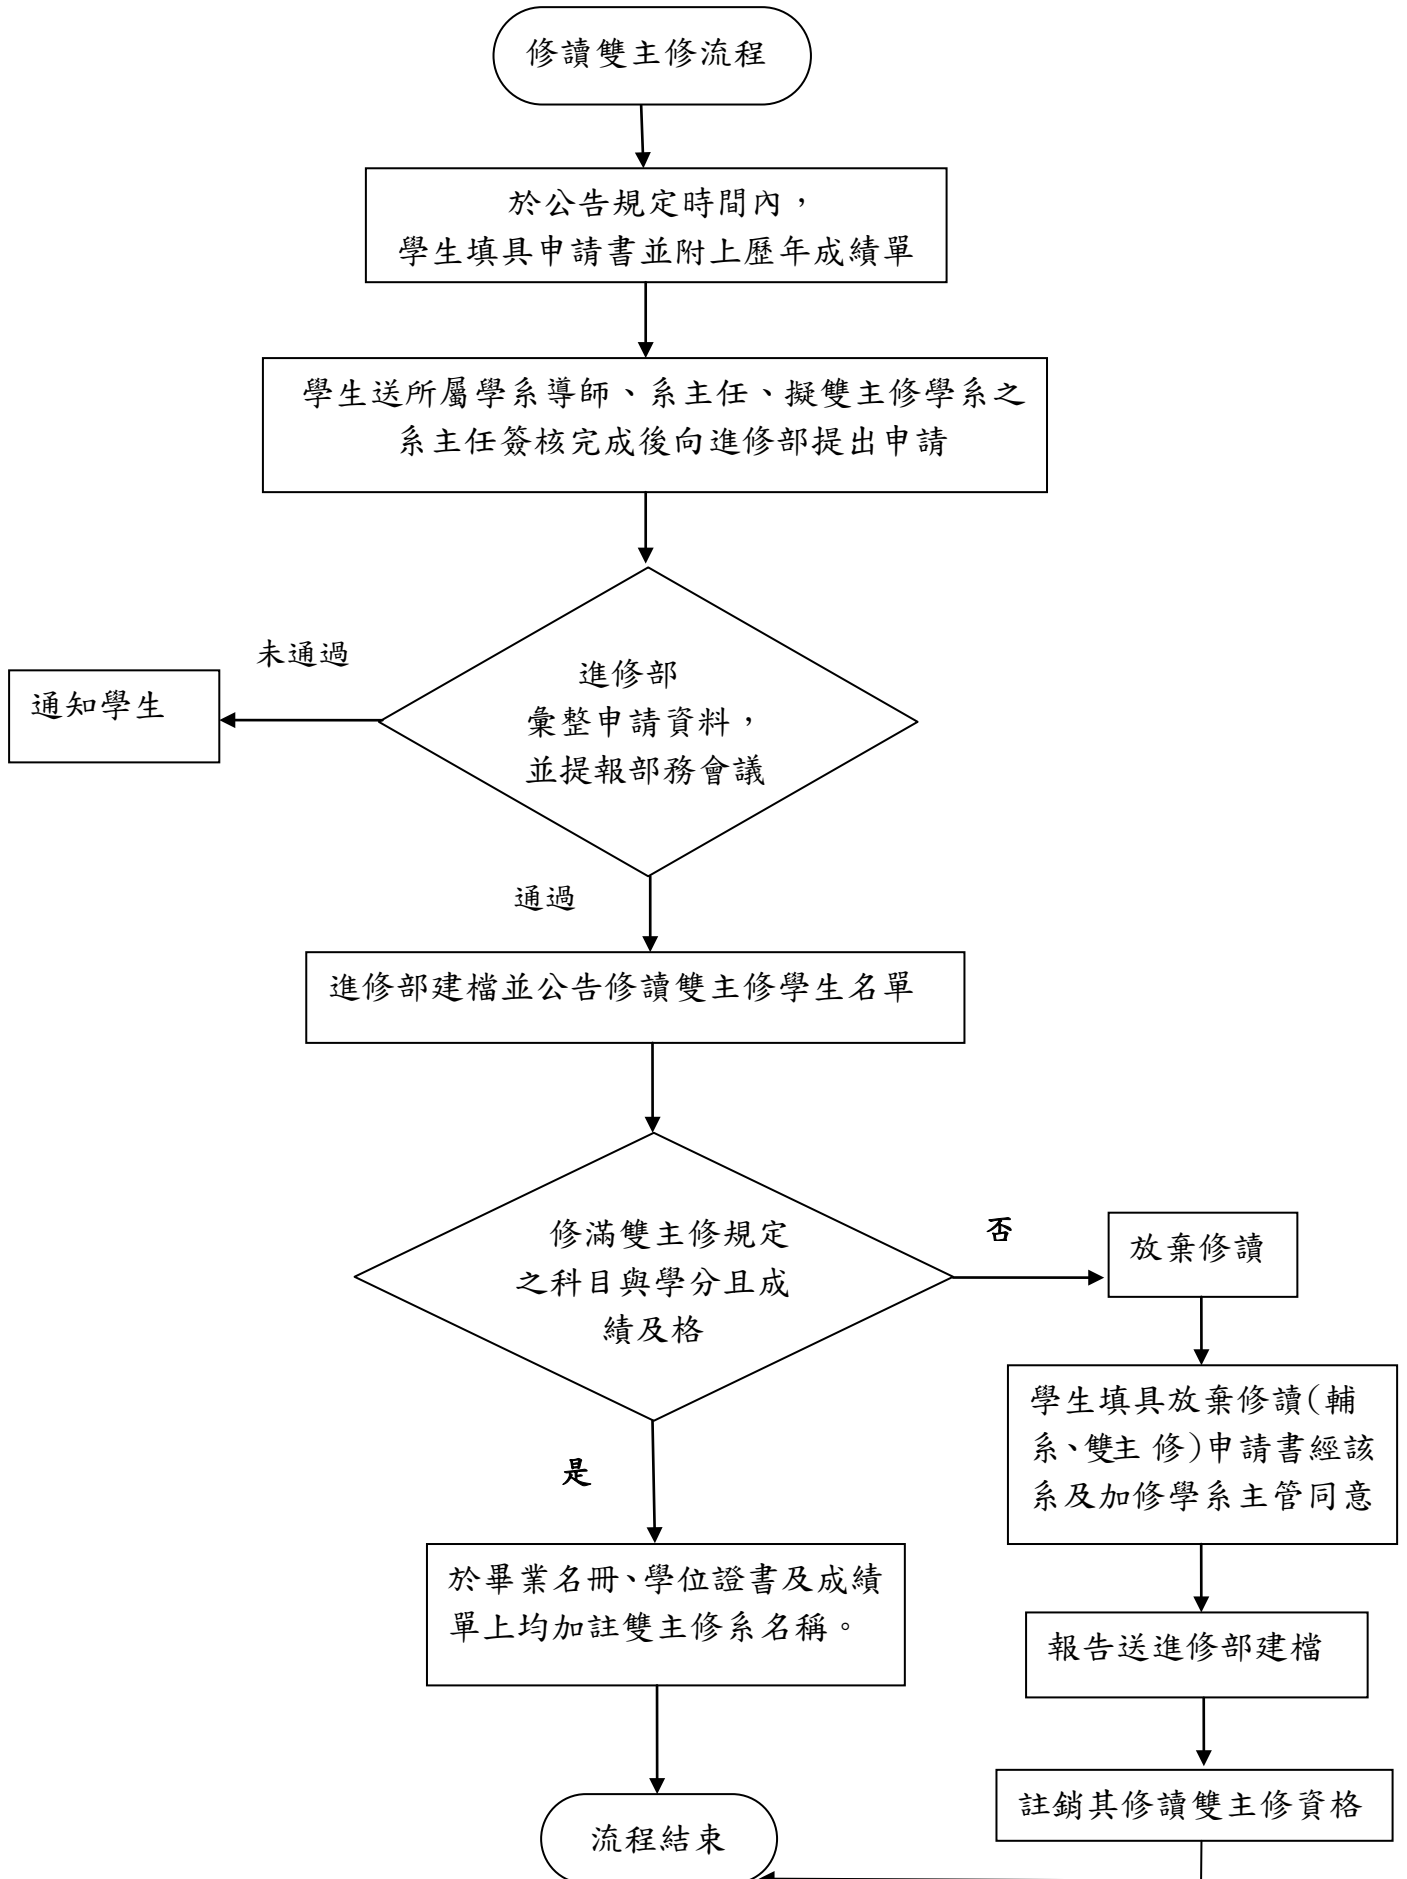 修讀雙主修流程
於公告規定時間內，
學生填具申請書並附上歷年成績單
學生送所屬學系導師、系主任、擬雙主修學系之
系主任簽核完成後向進修部提出申請
未通過
通知學生
進修部
彙整申請資料，
並提報部務會議
通過
進修部建檔並公告修讀雙主修學生名單
修滿雙主修規定
之科目與學分且成
績及格
否
放棄修讀
學生填具放棄修讀(輔
系、雙主 修)申請書經該
系及加修學系主管同意
是
於畢業名冊、學位證書及成績
單上均加註雙主修系名稱。
報告送進修部建檔
註銷其修讀雙主修資格
流程結束